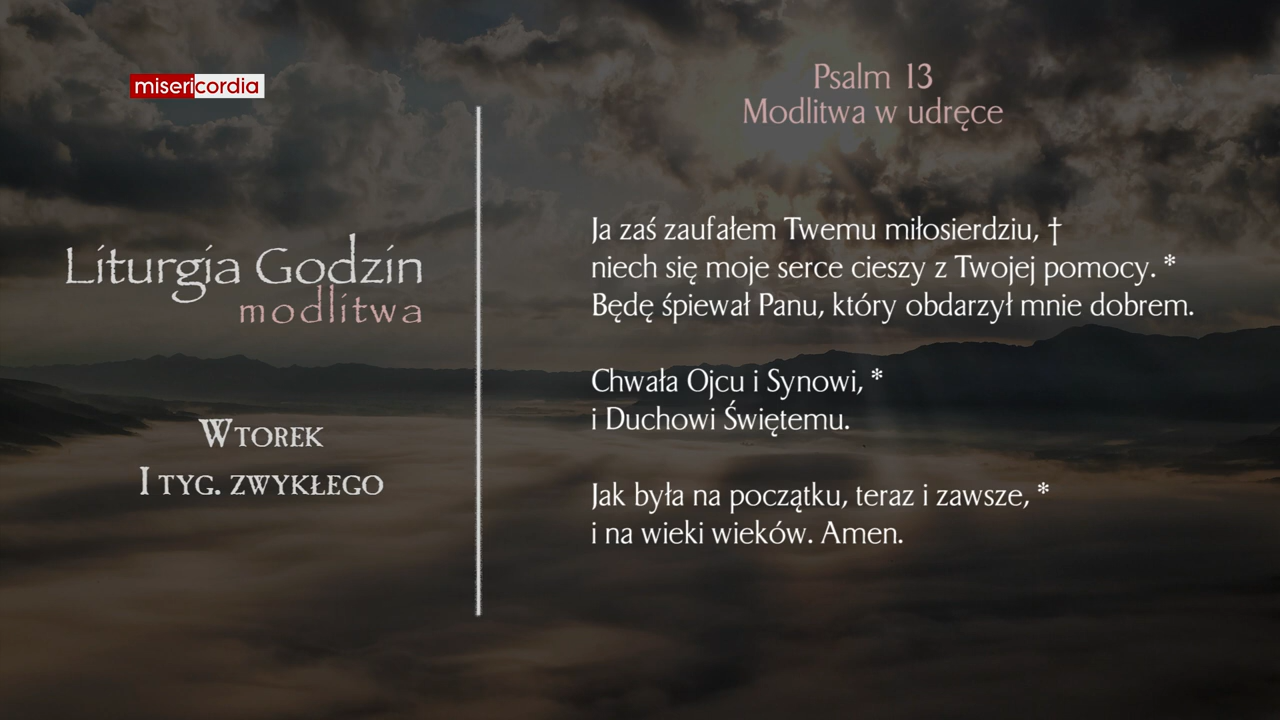 misericordia
Liturgia Godzin
modlitwa
Wtorek
I tyg. zwykłego
Psalm 13
Modlitwa w udręce
Ja zaś zaufałem Twemu miłosierdziu, †
niech się moje serce cieszy z Twojej pomocy. *
Będę śpiewał Panu, który obdarzył mnie dobrem.
Chwała Ojcu i Synowi, *
i Duchowi Świętemu.
Jak była na początku, teraz i zawsze, *
i na wieki wieków. Amen.